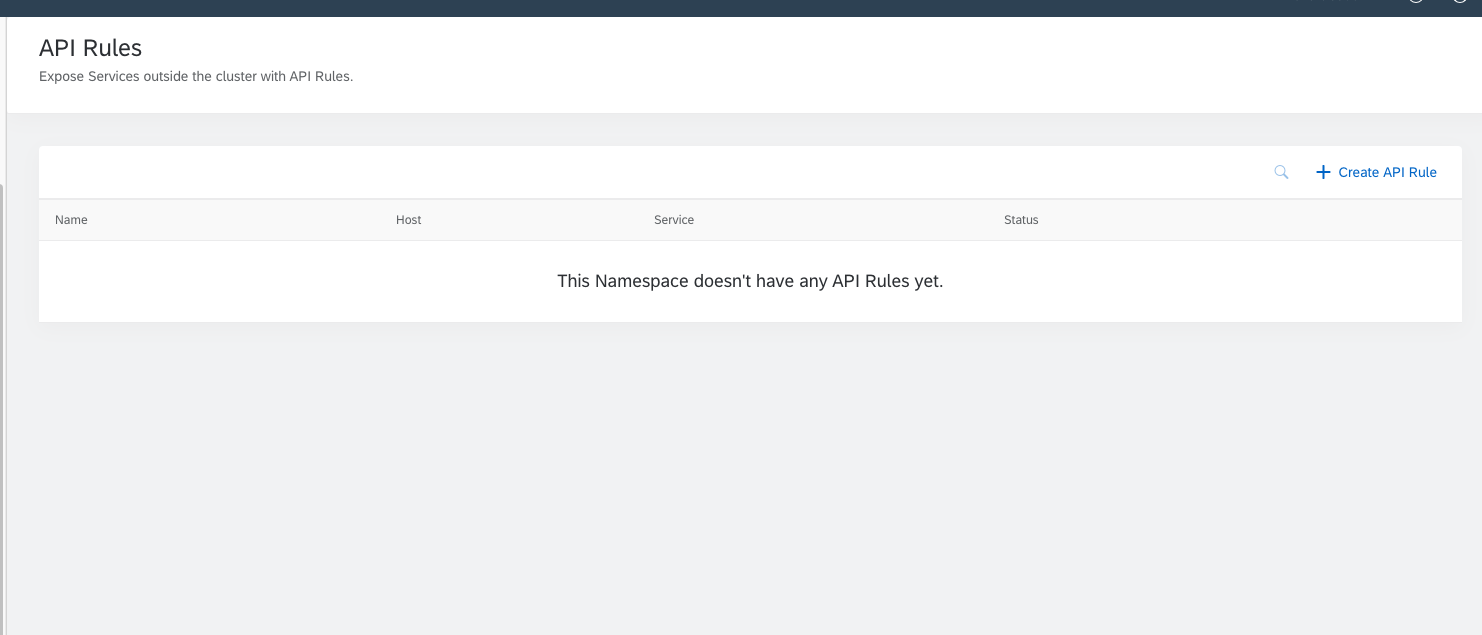 API Rules
Expose Services outside the cluster with API Rules.
Create API Rule
Name Host Service Status
This Namespace doesn't have any API Rules yet.